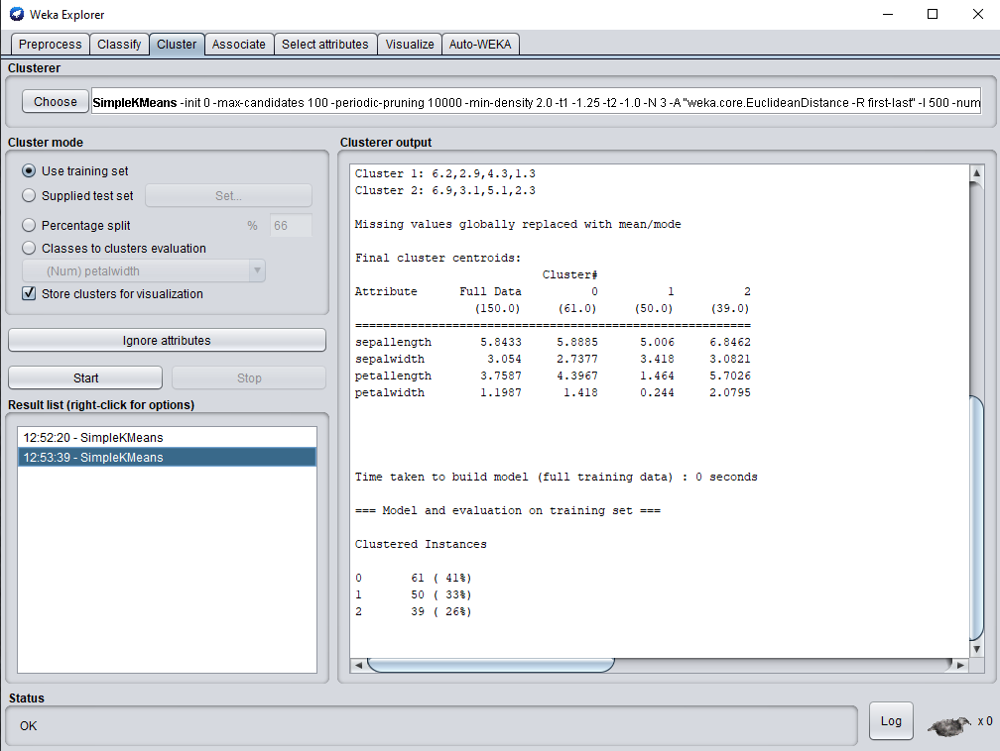 Weka Explorer
Preprocess Classify Cluster Associate Select attributes Visualize Auto-WEKA
Clusterer
Choose SimpleKMeans -init 0 -max-candidates 100 -periodic-pruning 10000 -min-density 2.0 -t1 -1.25 -t2 -1.0 -N 3 -A "weka.core.EuclideanDistance -R first-last" -I 500 -num
Cluster mode
Use training set
Supplied test set Set...
Percentage split % 66
Classes to clusters evaluation
(Num) petalwidth
Store clusters for visualization
Ignore attributes
Start Stop
Result list (right-click for options)
12:52:20 - SimpleKMeans
12:53:39 - SimpleKMeans
Clusterer output
Cluster 1: 6.2,2.9,4.3,1.3
Cluster 2: 6.9,3.1,5.1,2.3
Missing values globally replaced with mean/mode
Final cluster centroids:
Cluster#
Attribute Full Data 0 1 2
(150.0) (61.0) (50.0) (39.0)
=========================================================
sepallength 5.8433 5.8885 5.006 6.8462
sepalwidth 3.054 2.7377 3.418 3.0821
petallength 3.7587 4.3967 1.464 5.7026
petalwidth 1.1987 1.418 0.244 2.0795
Time taken to build model (full training data) : 0 seconds
=== Model and evaluation on training set ===
Clustered Instances
0 61 ( 41%)
1 50 ( 33%)
2 39 ( 26%)
Status
OK
Log x 0